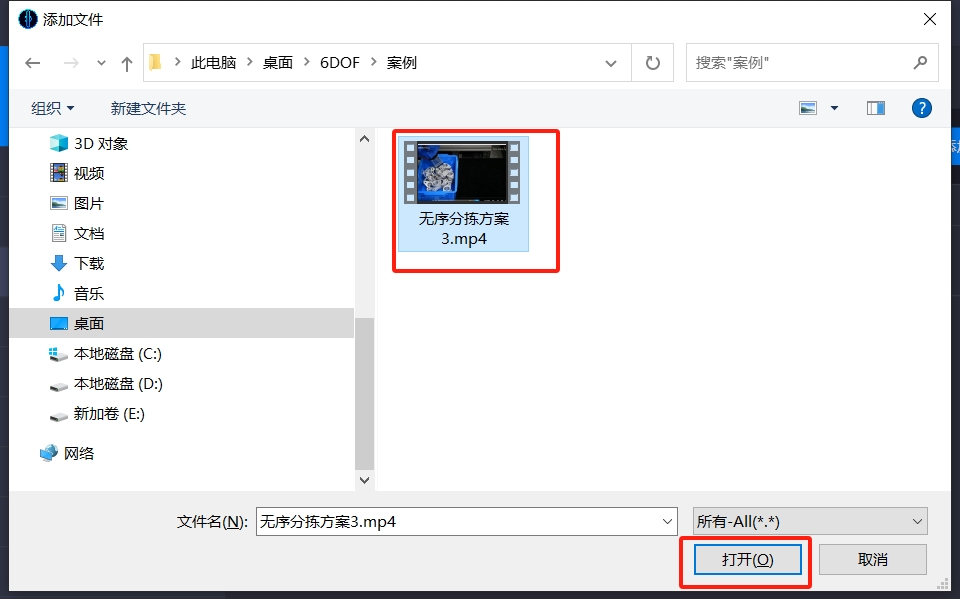 添加文件
此电脑 > 桌面 > 6DOF > 案例
搜索"案例"
组织
新建文件夹
3D 对象
视频
图片
文档
下载
音乐
桌面
本地磁盘 (C:)
本地磁盘 (D:)
新加卷 (E:)
网络
无序分拣方案
3.mp4
文件名(N):
无序分拣方案3.mp4
所有-All(*.*)
打开(O)
取消